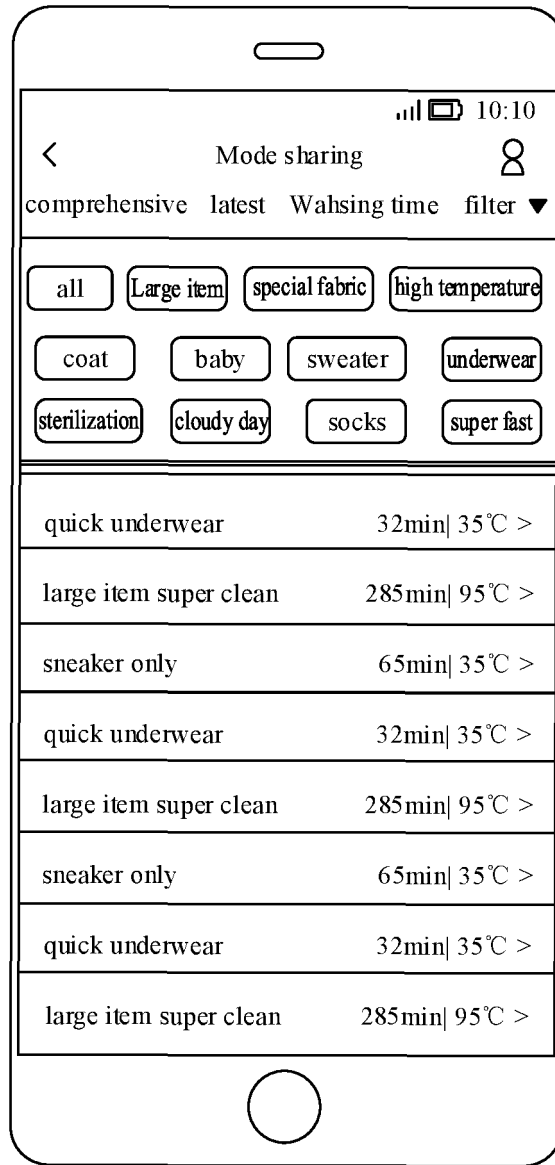 10:10
< Mode sharing
comprehensive latest Wahsing time filter ▼
all Large item special fabric high temperature
coat baby sweater underwear
sterilization cloudy day socks super fast
quick underwear 32min| 35℃ >
large item super clean 285min| 95℃ >
sneaker only 65min| 35℃ >
quick underwear 32min| 35℃ >
large item super clean 285min| 95℃ >
sneaker only 65min| 35℃ >
quick underwear 32min| 35℃ >
large item super clean 285min| 95℃ >